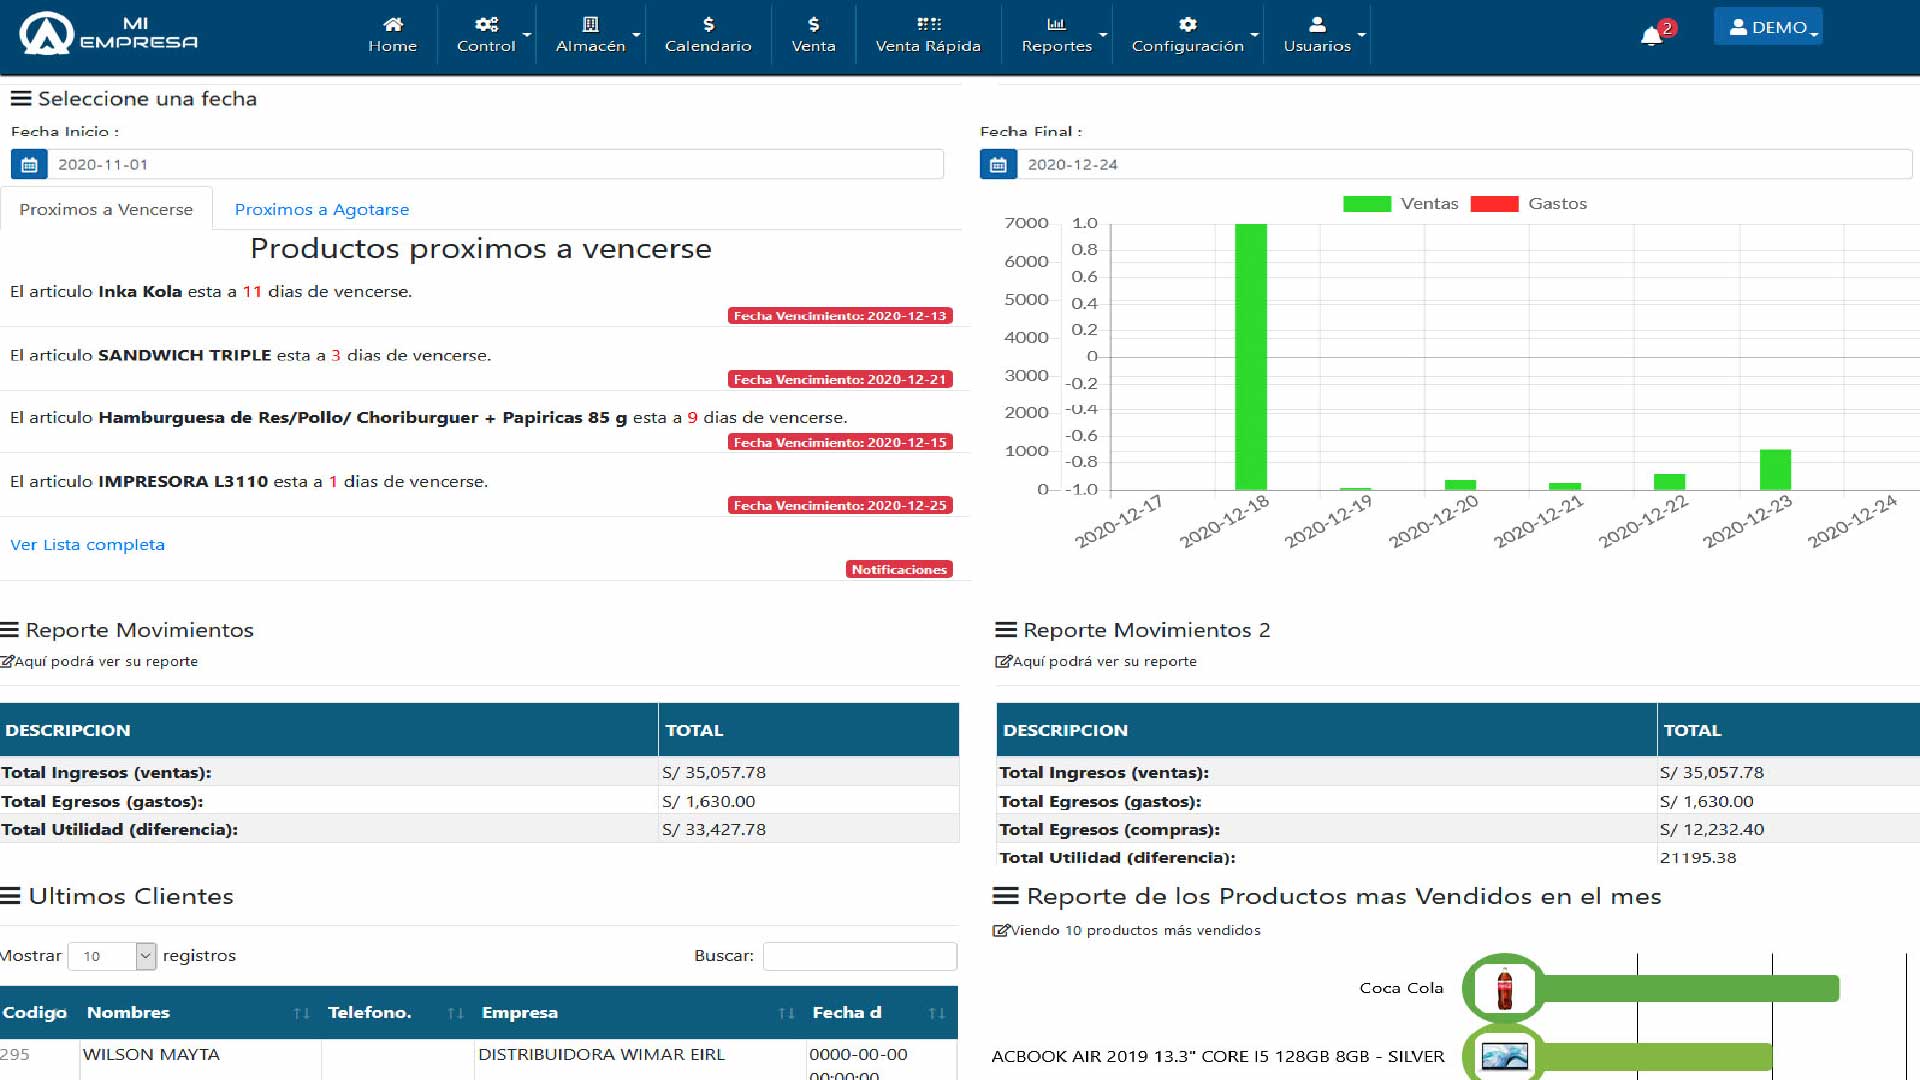 MI
EMPRESA
Home
Control
Almacén
Calendario
Venta
Venta Rápida
Reportes
Configuración
Usuarios
2
DEMO
Seleccione una fecha
Fecha Inicio :
2020-11-01
Fecha Final :
2020-12-24
Proximos a Vencerse
Proximos a Agotarse
Productos proximos a vencerse
El articulo Inka Kola esta a 11 dias de vencerse.
Fecha Vencimiento: 2020-12-13
El articulo SANDWICH TRIPLE esta a 3 dias de vencerse.
Fecha Vencimiento: 2020-12-21
El articulo Hamburguesa de Res/Pollo/ Choriburguer + Papiricas 85 g esta a 9 dias de vencerse.
Fecha Vencimiento: 2020-12-15
El articulo IMPRESORA L3110 esta a 1 dias de vencerse.
Fecha Vencimiento: 2020-12-25
Ver Lista completa
Notificaciones
Ventas
Gastos
7000
6000
5000
4000
3000
2000
1000
0
1.0
0.8
0.6
0.4
0.2
0
-0.2
-0.4
-0.6
-0.8
-1.0
2020-12-17
2020-12-18
2020-12-19
2020-12-20
2020-12-21
2020-12-22
2020-12-23
2020-12-24
Reporte Movimientos
Aquí podrá ver su reporte
DESCRIPCION TOTAL
Total Ingresos (ventas): S/ 35,057.78
Total Egresos (gastos): S/ 1,630.00
Total Utilidad (diferencia): S/ 33,427.78
Reporte Movimientos 2
Aquí podrá ver su reporte
DESCRIPCION TOTAL
Total Ingresos (ventas): S/ 35,057.78
Total Egresos (gastos): S/ 1,630.00
Total Egresos (compras): S/ 12,232.40
Total Utilidad (diferencia): 21195.38
Ultimos Clientes
Mostrar 10 registros
Buscar:
Codigo Nombres Telefono. Empresa Fecha d
295 WILSON MAYTA DISTRIBUIDORA WIMAR EIRL 0000-00-00
00:00:00
Reporte de los Productos mas Vendidos en el mes
Viendo 10 productos más vendidos
Coca Cola
ACBOOK AIR 2019 13.3" CORE I5 128GB 8GB - SILVER